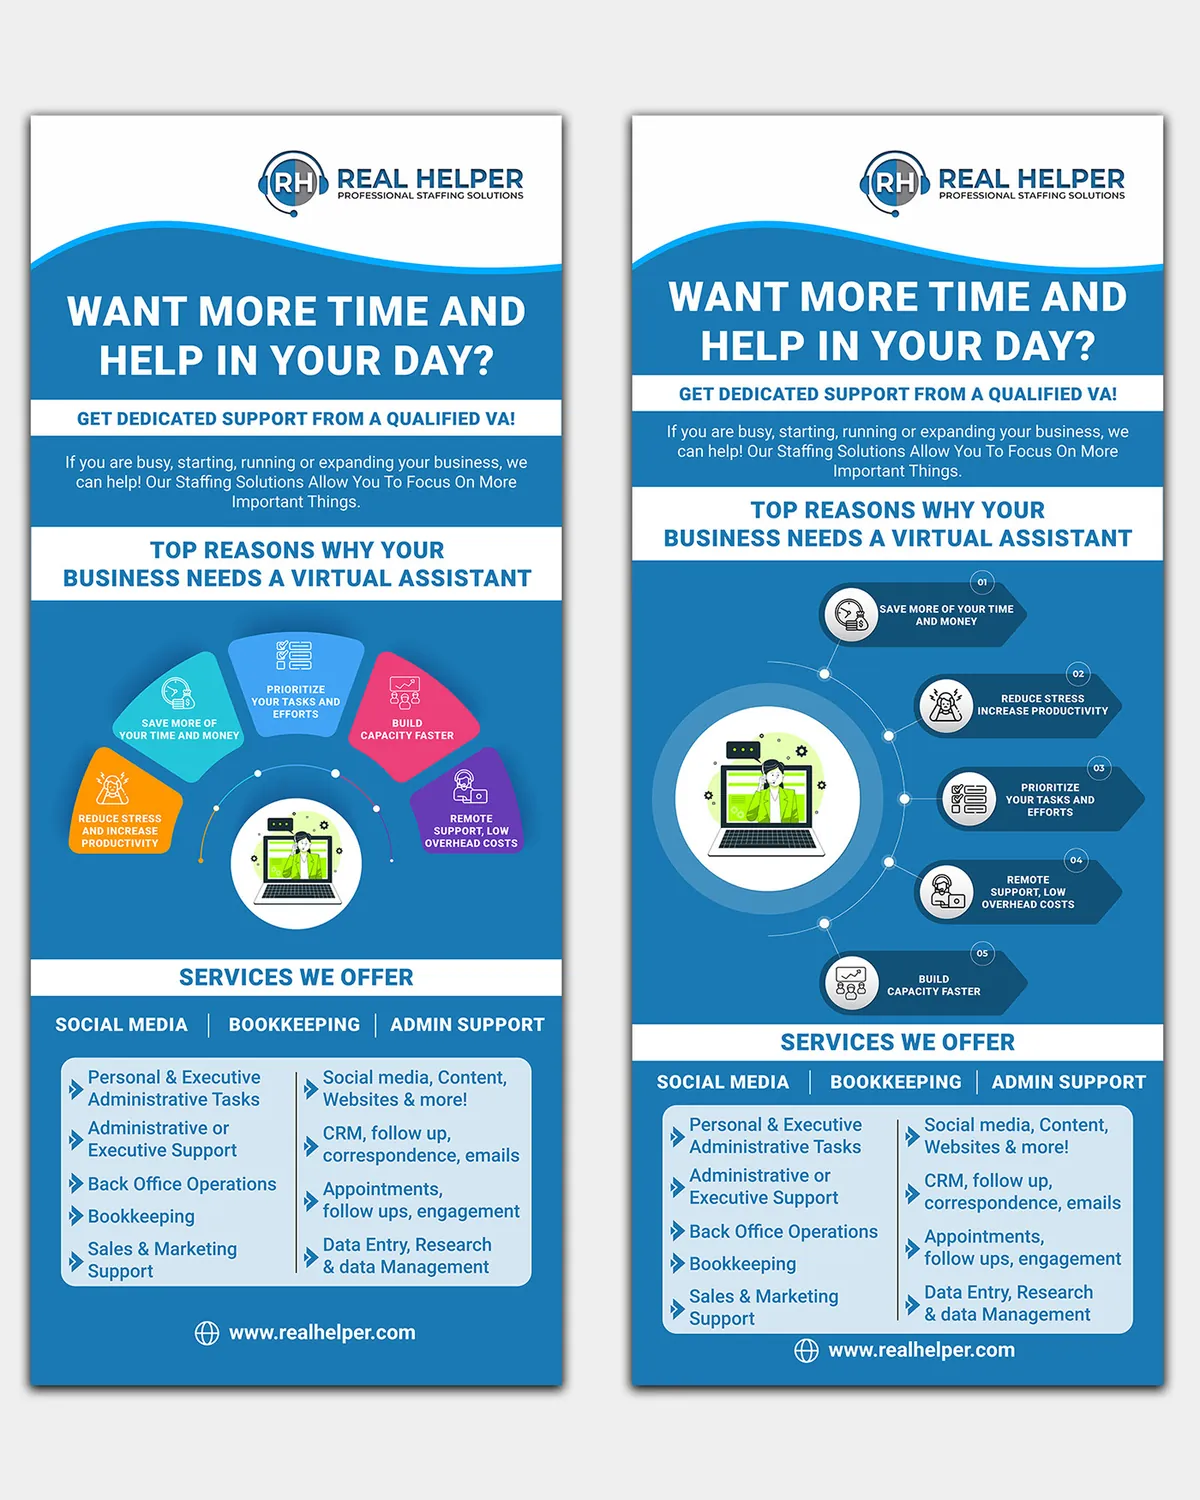 RH
REAL HELPER
PROFESSIONAL STAFFING SOLUTIONS
WANT MORE TIME AND
HELP IN YOUR DAY?
GET DEDICATED SUPPORT FROM A QUALIFIED VA!
If you are busy, starting, running or expanding your business, we
can help! Our Staffing Solutions Allow You To Focus On More
Important Things.
TOP REASONS WHY YOUR
BUSINESS NEEDS A VIRTUAL ASSISTANT
REDUCE STRESS
AND INCREASE
PRODUCTIVITY
SAVE MORE OF
YOUR TIME AND MONEY
PRIORITIZE
YOUR TASKS AND
EFFORTS
BUILD
CAPACITY FASTER
REMOTE
SUPPORT, LOW
OVERHEAD COSTS
SERVICES WE OFFER
SOCIAL MEDIA
BOOKKEEPING
ADMIN SUPPORT
Personal & Executive
Administrative Tasks
Administrative or
Executive Support
Back Office Operations
Bookkeeping
Sales & Marketing
Support
Social media, Content,
Websites & more!
CRM, follow up,
correspondence, emails
Appointments,
follow ups, engagement
Data Entry, Research
& data Management
www.realhelper.com
RH
REAL HELPER
PROFESSIONAL STAFFING SOLUTIONS
WANT MORE TIME AND
HELP IN YOUR DAY?
GET DEDICATED SUPPORT FROM A QUALIFIED VA!
If you are busy, starting, running or expanding your business, we
can help! Our Staffing Solutions Allow You To Focus On More
Important Things.
TOP REASONS WHY YOUR
BUSINESS NEEDS A VIRTUAL ASSISTANT
01
SAVE MORE OF YOUR TIME
AND MONEY
02
REDUCE STRESS
INCREASE PRODUCTIVITY
03
PRIORITIZE
YOUR TASKS AND
EFFORTS
04
REMOTE
SUPPORT, LOW
OVERHEAD COSTS
05
BUILD
CAPACITY FASTER
SERVICES WE OFFER
SOCIAL MEDIA
BOOKKEEPING
ADMIN SUPPORT
Personal & Executive
Administrative Tasks
Administrative or
Executive Support
Back Office Operations
Bookkeeping
Sales & Marketing
Support
Social media, Content,
Websites & more!
CRM, follow up,
correspondence, emails
Appointments,
follow ups, engagement
Data Entry, Research
& data Management
www.realhelper.com